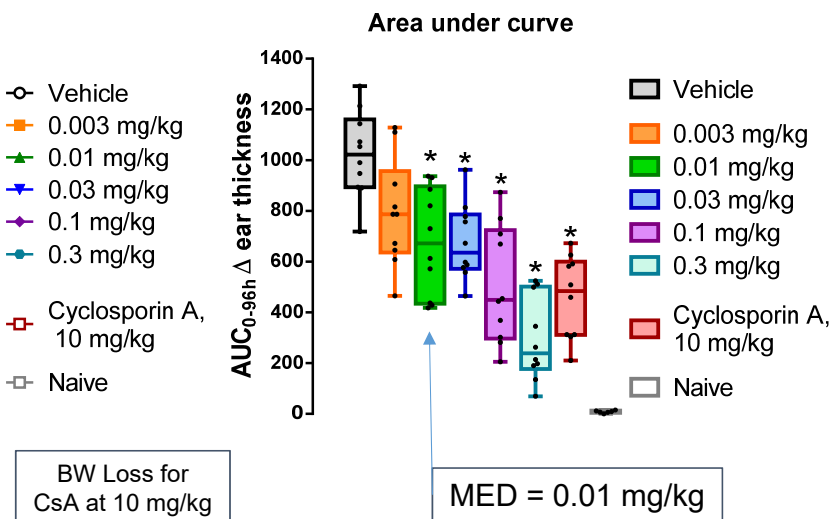 Area under curve
Vehicle
0.003 mg/kg
0.01 mg/kg
0.03 mg/kg
0.1 mg/kg
0.3 mg/kg
Cyclosporin A,
10 mg/kg
Naive
AUC0-96h Δ ear thickness
1400
1200
1000
800
600
400
200
0
*
*
*
*
*
Vehicle
0.003 mg/kg
0.01 mg/kg
0.03 mg/kg
0.1 mg/kg
0.3 mg/kg
Cyclosporin A,
10 mg/kg
Naive
BW Loss for
CsA at 10 mg/kg
MED = 0.01 mg/kg